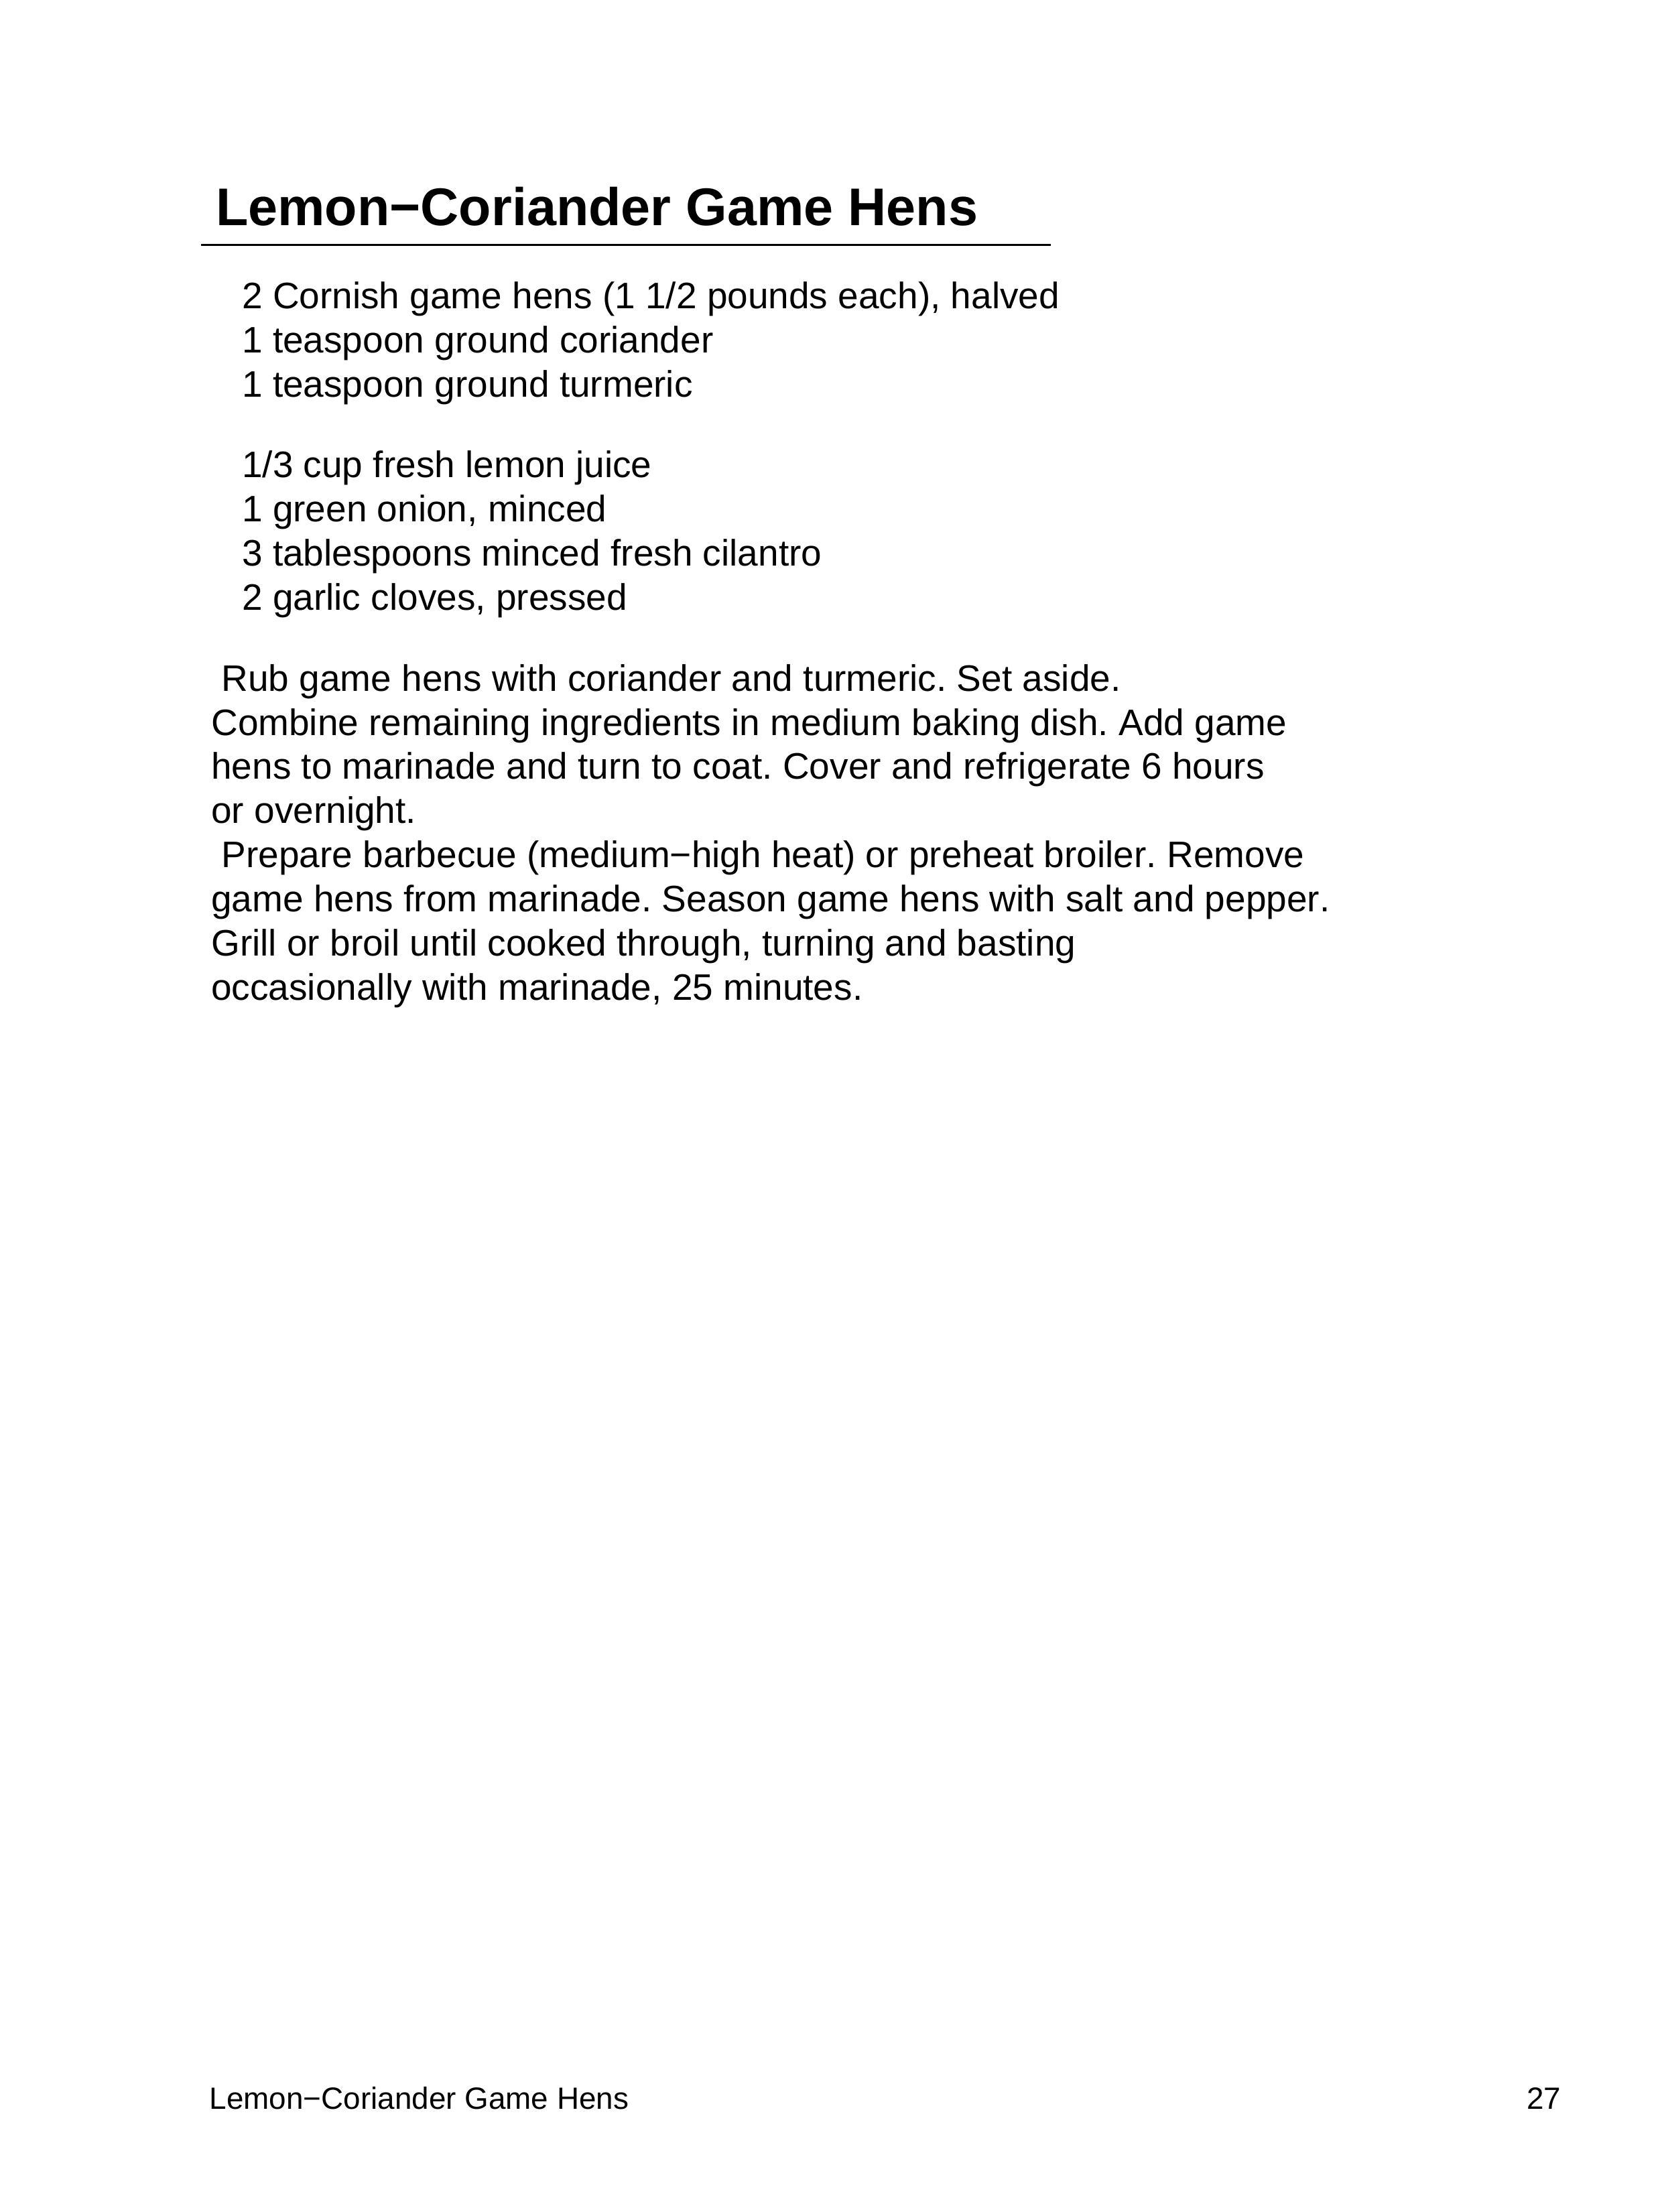 Lemon−Coriander Game Hens
2 Cornish game hens (1 1/2 pounds each), halved
1 teaspoon ground coriander
1 teaspoon ground turmeric
1/3 cup fresh lemon juice
1 green onion, minced
3 tablespoons minced fresh cilantro
2 garlic cloves, pressed
Rub game hens with coriander and turmeric. Set aside.
Combine remaining ingredients in medium baking dish. Add game
hens to marinade and turn to coat. Cover and refrigerate 6 hours
or overnight.
Prepare barbecue (medium−high heat) or preheat broiler. Remove
game hens from marinade. Season game hens with salt and pepper.
Grill or broil until cooked through, turning and basting
occasionally with marinade, 25 minutes.
Lemon−Coriander Game Hens 27